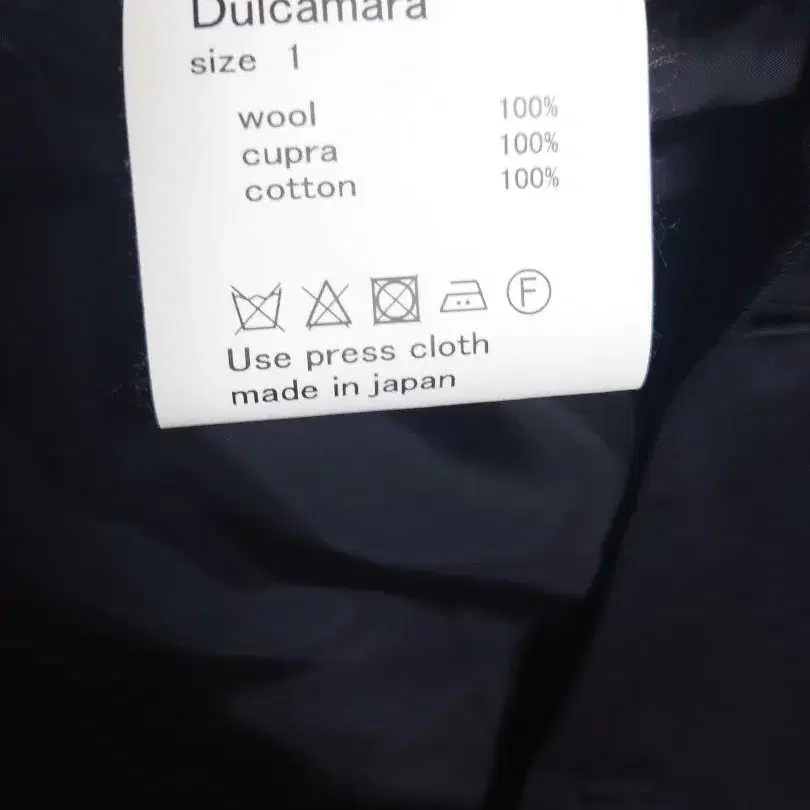 Dulcamara
size 1
wool 100%
cupra 100%
cotton 100%
F
Use press cloth
made in japan